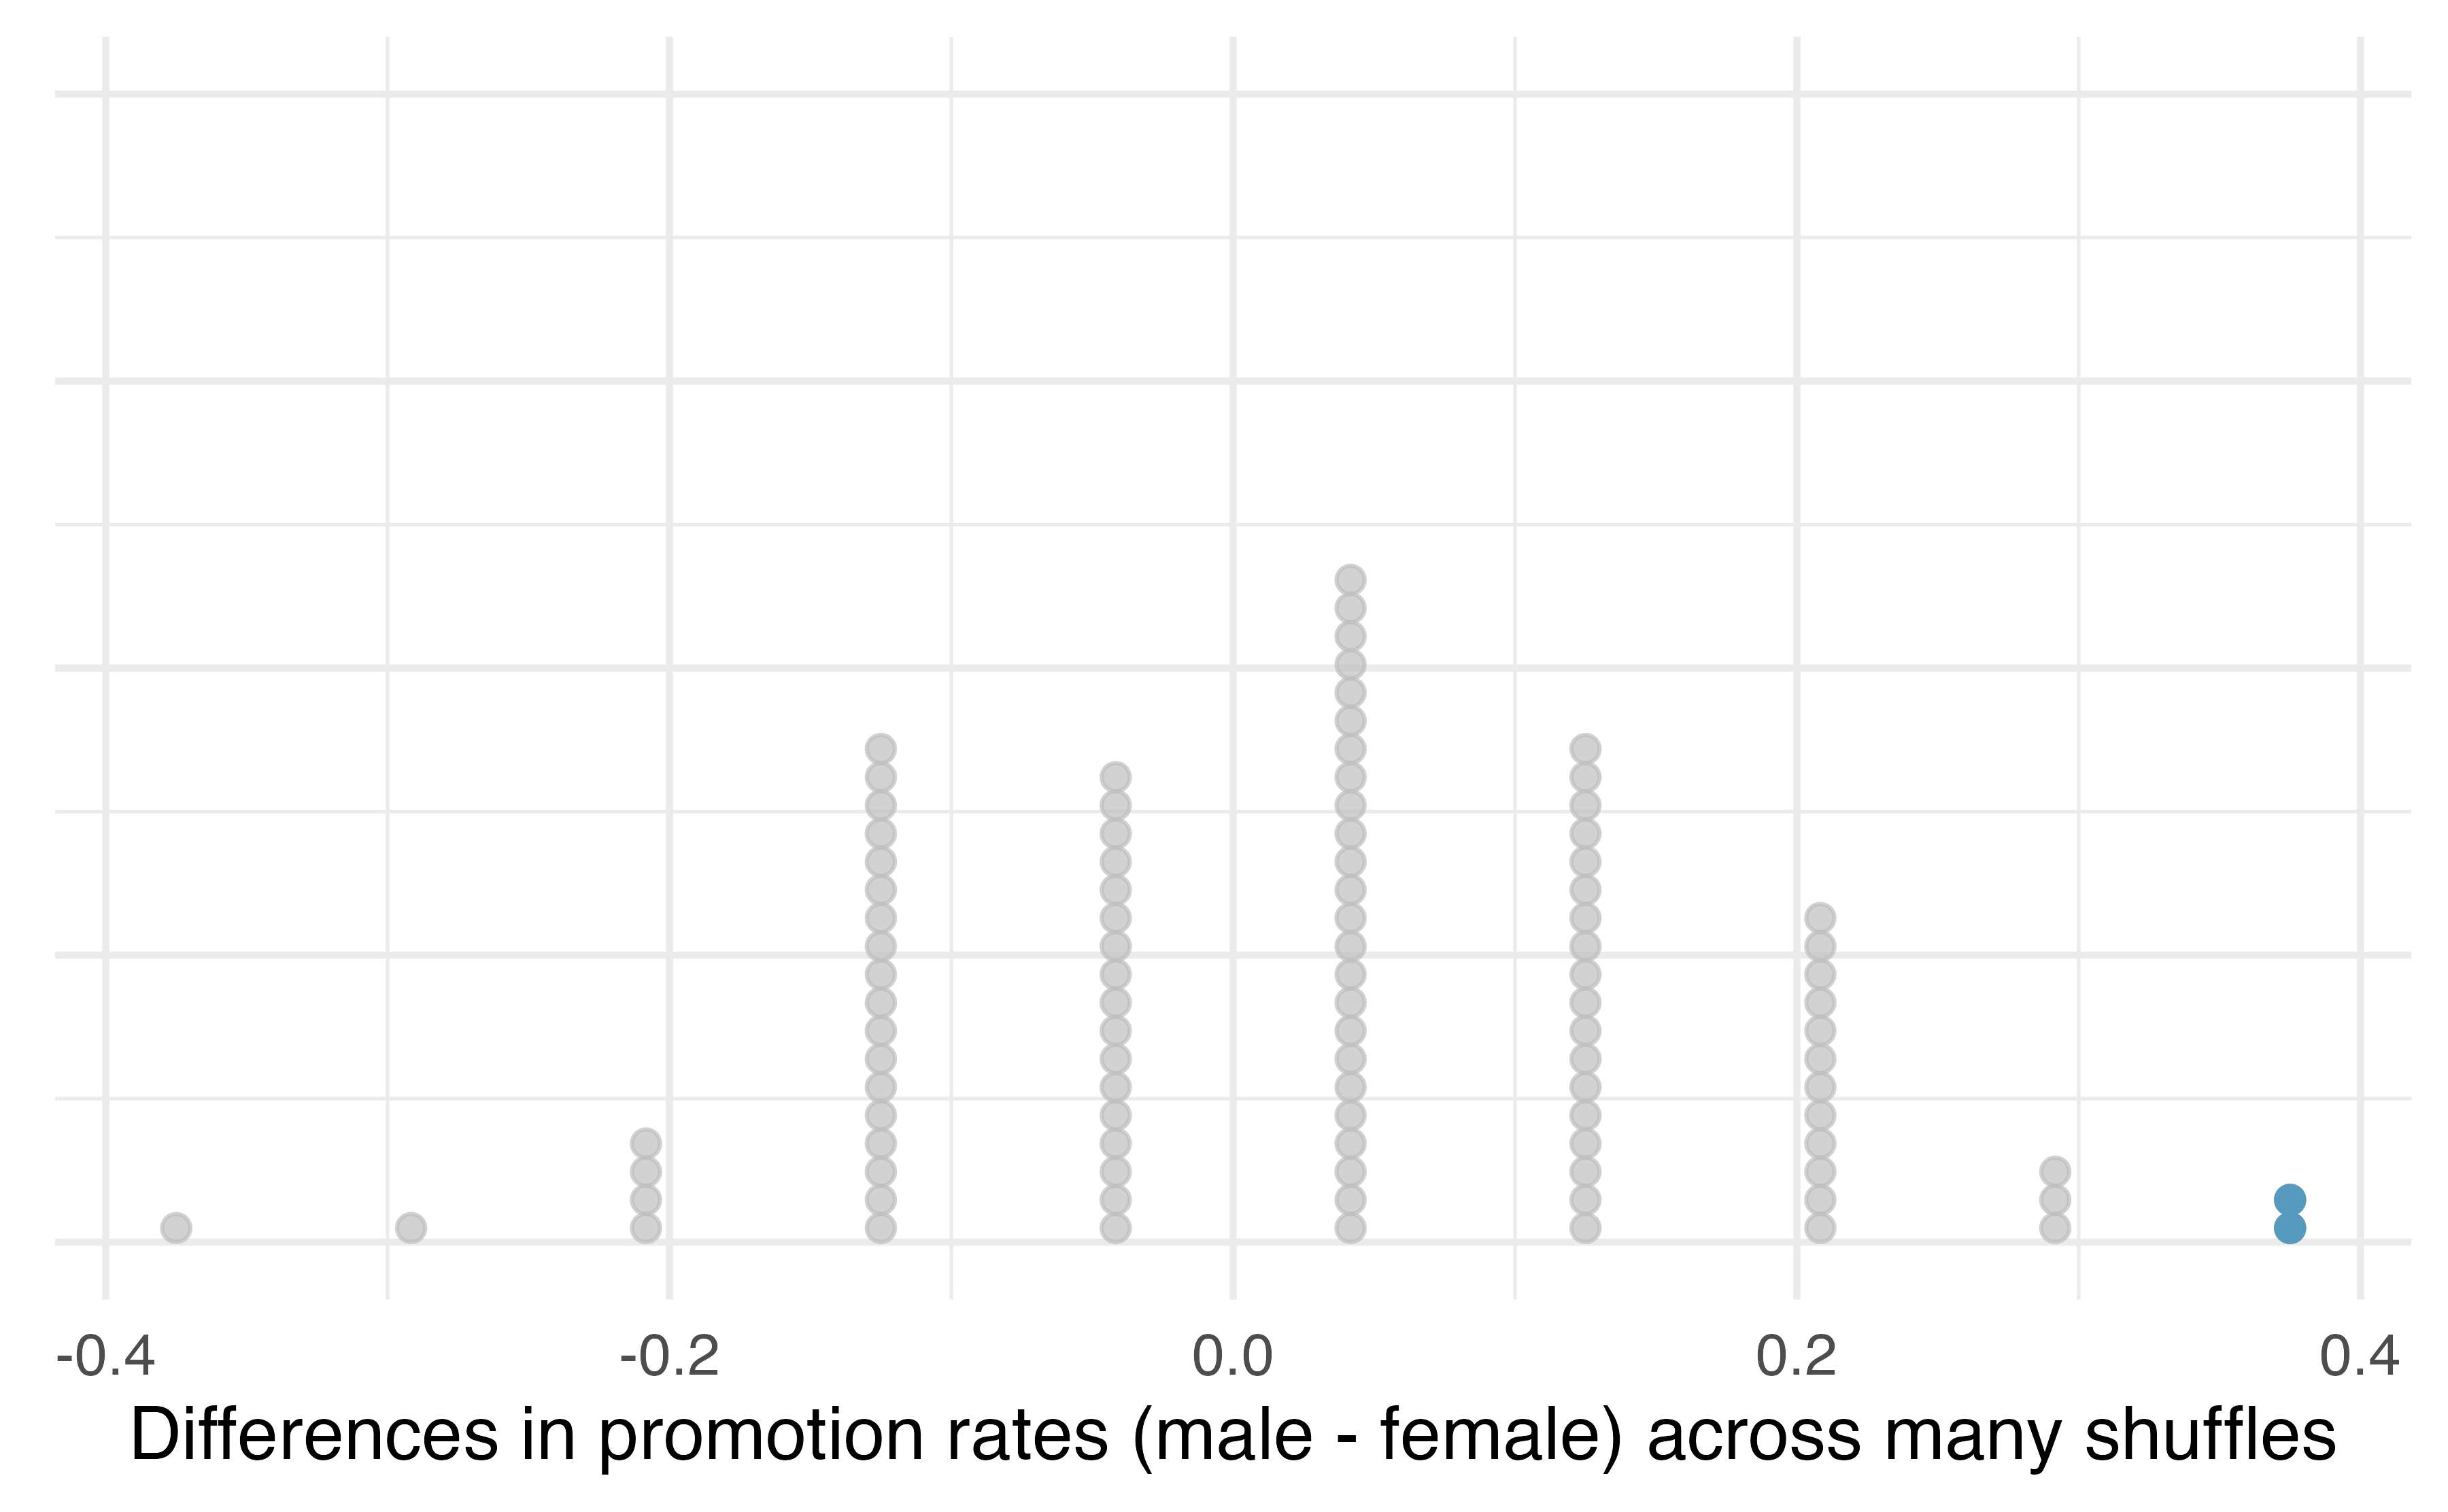 -0.4 -0.2 0.0 0.2 0.4
Differences in promotion rates (male - female) across many shuffles